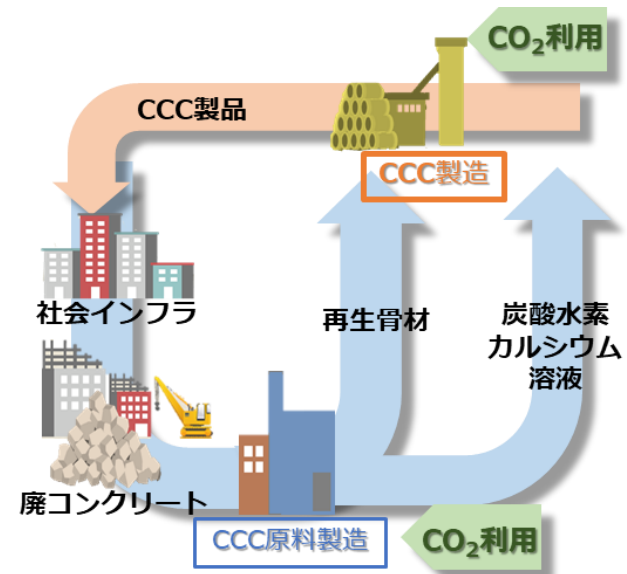 CO₂利用
CCC製品
CCC製造
社会インフラ
再生骨材
炭酸水素
カルシウム
溶液
廃コンクリート
CCC原料製造
CO₂利用